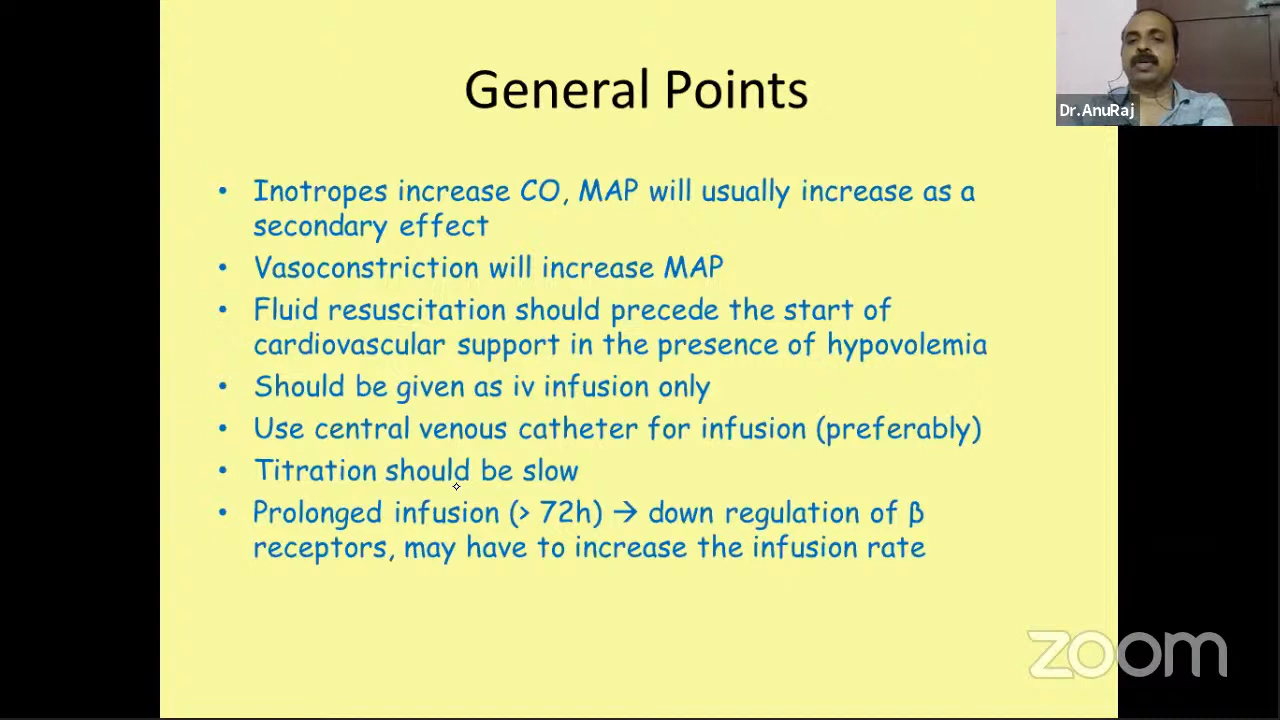 General Points
Dr.AnuRaj
• Inotropes increase CO, MAP will usually increase as a
secondary effect
• Vasoconstriction will increase MAP
• Fluid resuscitation should precede the start of
cardiovascular support in the presence of hypovolemia
• Should be given as iv infusion only
• Use central venous catheter for infusion (preferably)
• Titration should be slow
• Prolonged infusion (> 72h) → down regulation of β
receptors, may have to increase the infusion rate
zoom